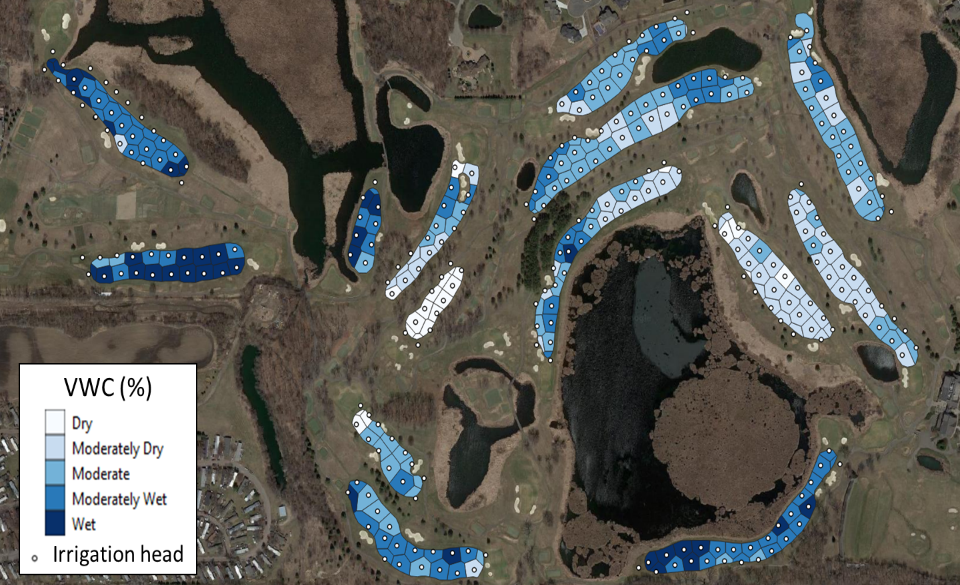 VWC (%)
Dry
Moderately Dry
Moderate
Moderately Wet
Wet
Irrigation head